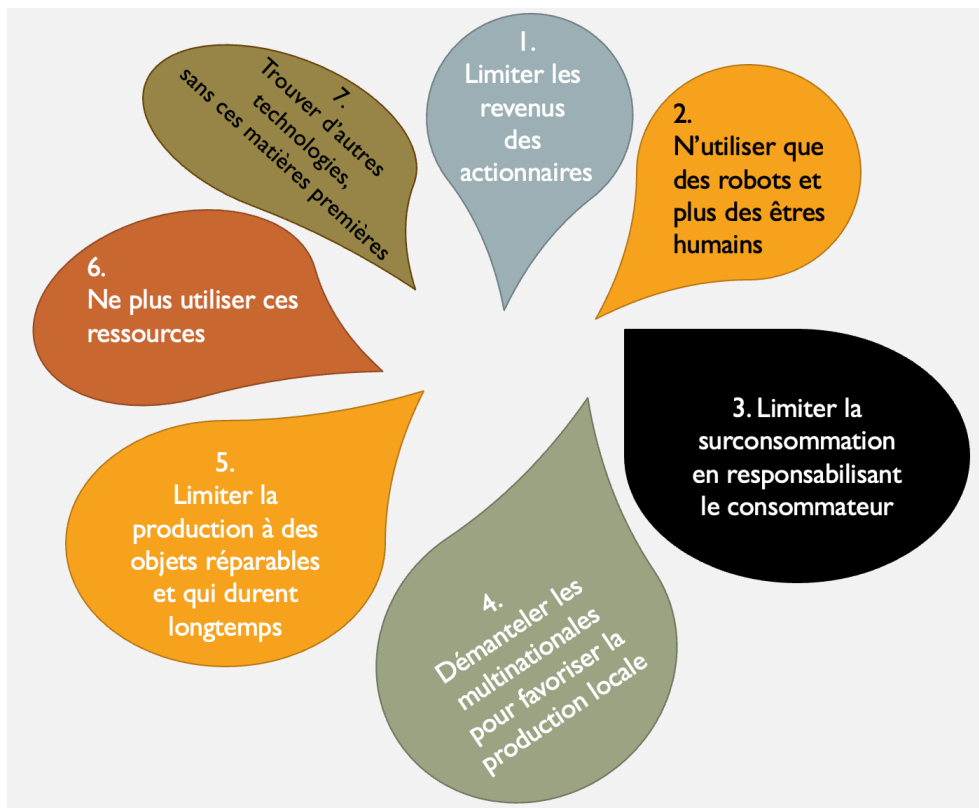 1.
Limiter les
revenus
des
actionnaires
2.
N’utiliser que
des robots et
plus des êtres
humains
3. Limiter la
surconsommation
en responsabilisant
le consommateur
4.
Démanteler les
multinationales
pour favoriser la
production locale
5.
Limiter la
production à des
objets réparables
et qui durent
longtemps
6.
Ne plus utiliser ces
ressources
7.
Trouver d’autres
technologies,
sans ces matières premières